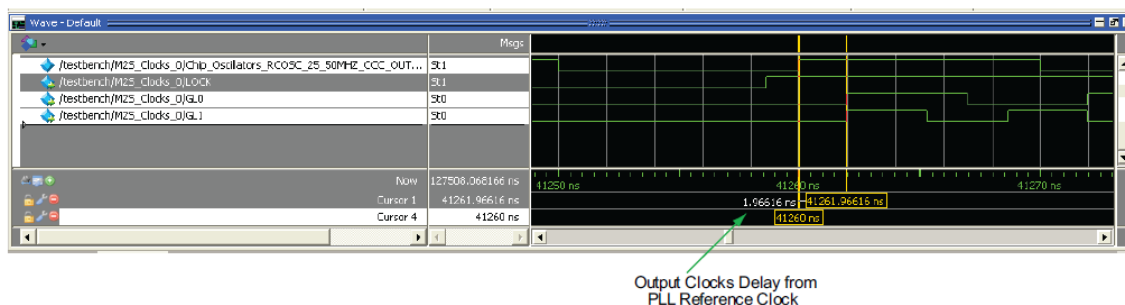 Wave - Default
Msgs
/testbench/M2S_Clocks_0/Chip_Oscillators_RCOSC_25_50MHZ_CCC_OUT... St1
/testbench/M2S_Clocks_0/LOCK St1
/testbench/M2S_Clocks_0/GL0 St0
/testbench/M2S_Clocks_0/GL1 St0
Now 127508.068166 ns
41250 ns 41260 ns 41270 ns
Cursor 1 41261.96616 ns
1.96616 ns 41261.96616 ns
Cursor 4 41260 ns
41260 ns
Output Clocks Delay from
PLL Reference Clock